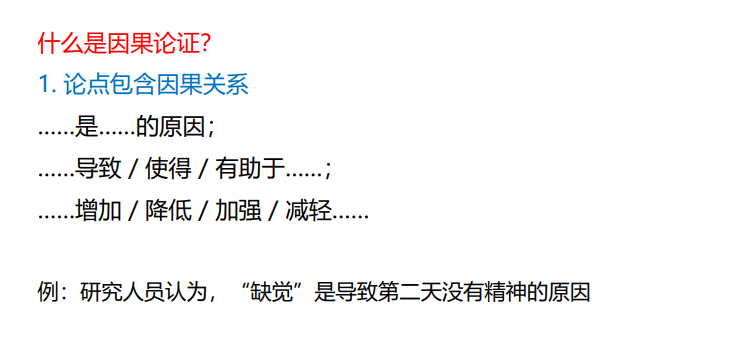 什么是因果论证？
1. 论点包含因果关系
……是……的原因；
……导致 / 使得 / 有助于……；
……增加 / 降低 / 加强 / 减轻……
例：研究人员认为，“缺觉”是导致第二天没有精神的原因